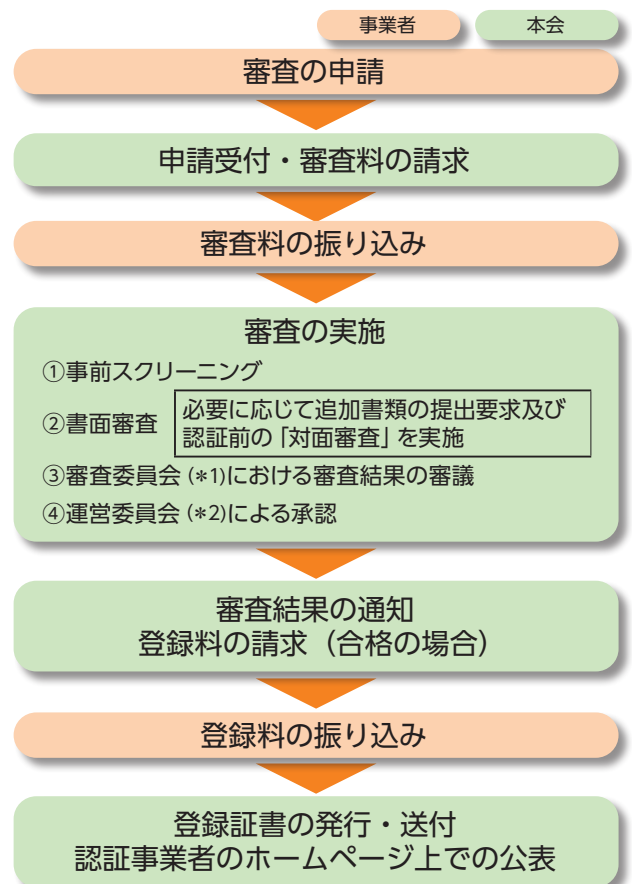 事業者
本会
審査の申請
申請受付・審査料の請求
審査料の振り込み
審査の実施
①事前スクリーニング
②書面審査
必要に応じて追加書類の提出要求及び
認証前の「対面審査」を実施
③審査委員会(*1)における審査結果の審議
④運営委員会(*2)による承認
審査結果の通知
登録料の請求（合格の場合）
登録料の振り込み
登録証書の発行・送付
認証事業者のホームページ上での公表